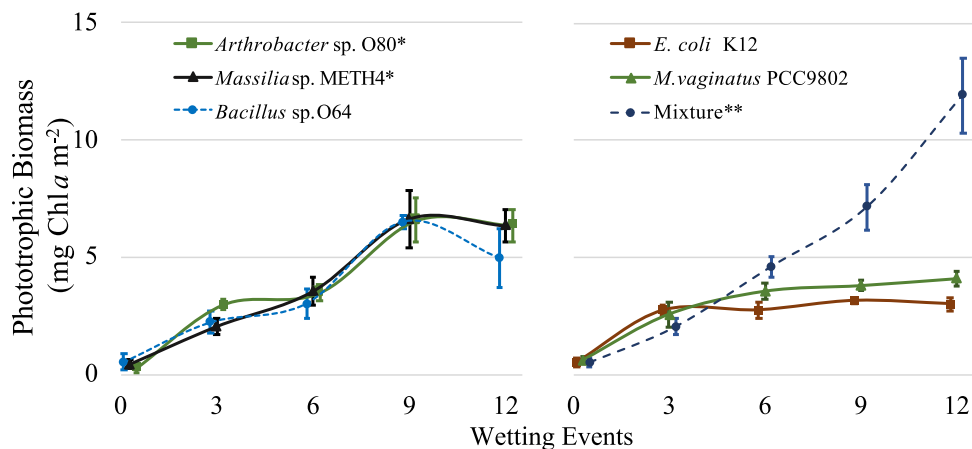 Phototrophic Biomass
(mg Chl a m-2)
15
10
5
0
Arthrobacter sp. O80*
Massilia sp. METH4*
Bacillus sp.O64
E. coli K12
M.vaginatus PCC9802
Mixture**
0 3 6 9 12
0 3 6 9 12
Wetting Events